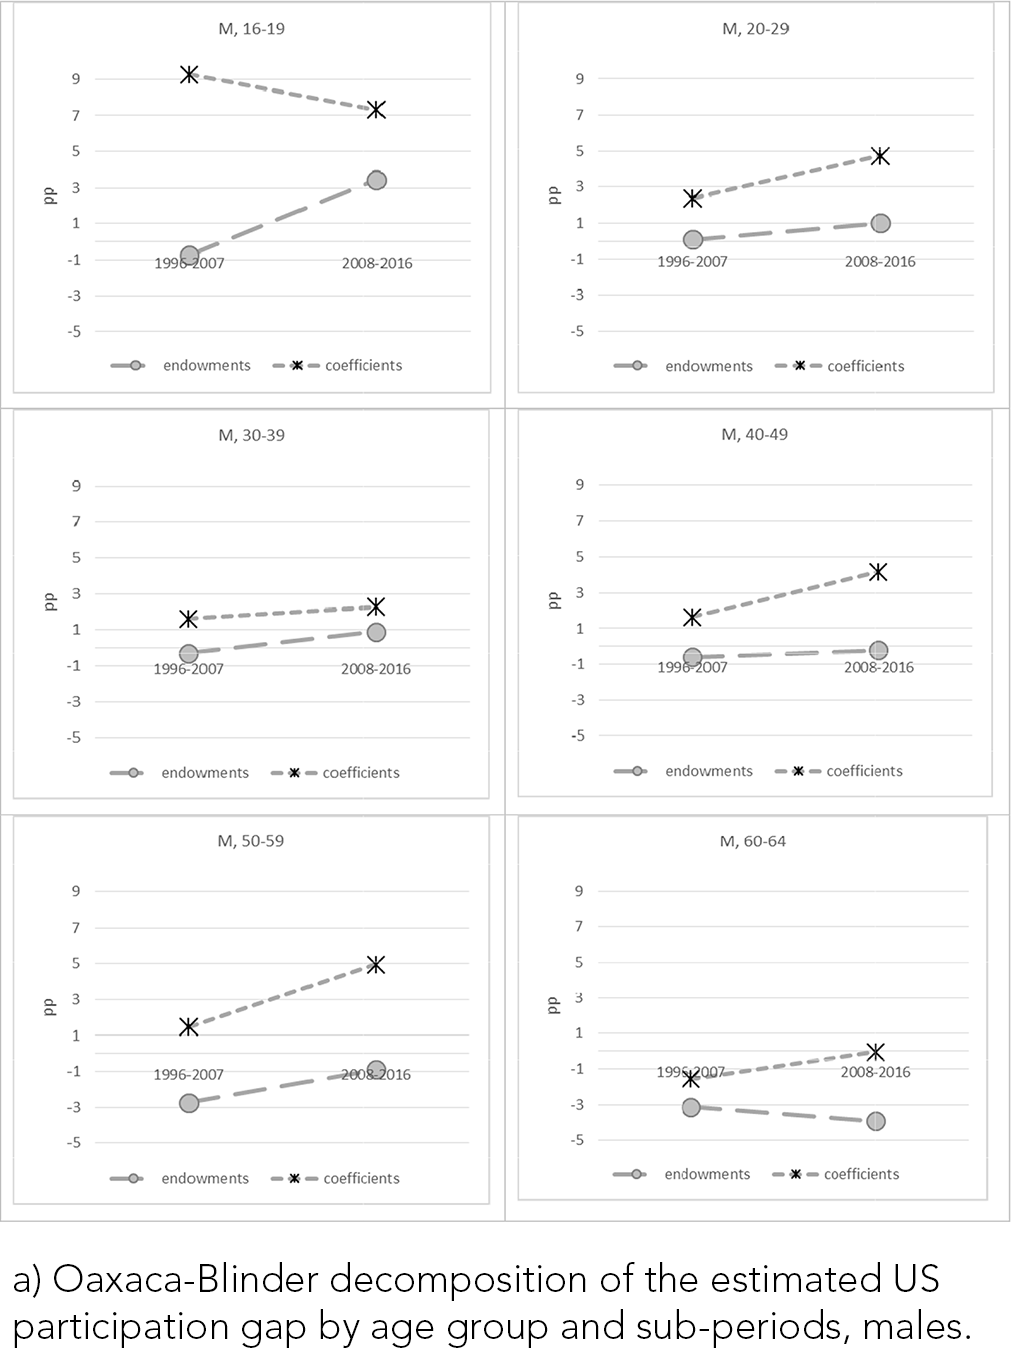 M, 16-19
9
7
5
3
1
-1
-3
-5
pp
1996-2007
2008-2016
endowments
coefficients
M, 20-29
9
7
5
3
1
-1
-3
-5
pp
1996-2007
2008-2016
endowments
coefficients
M, 30-39
9
7
5
3
1
-1
-3
-5
pp
1996-2007
2008-2016
endowments
coefficients
M, 40-49
9
7
5
3
1
-1
-3
-5
pp
1996-2007
2008-2016
endowments
coefficients
M, 50-59
9
7
5
3
1
-1
-3
-5
pp
1996-2007
2008-2016
endowments
coefficients
M, 60-64
9
7
5
3
1
-1
-3
-5
pp
1996-2007
2008-2016
endowments
coefficients
a) Oaxaca-Blinder decomposition of the estimated US
participation gap by age group and sub-periods, males.